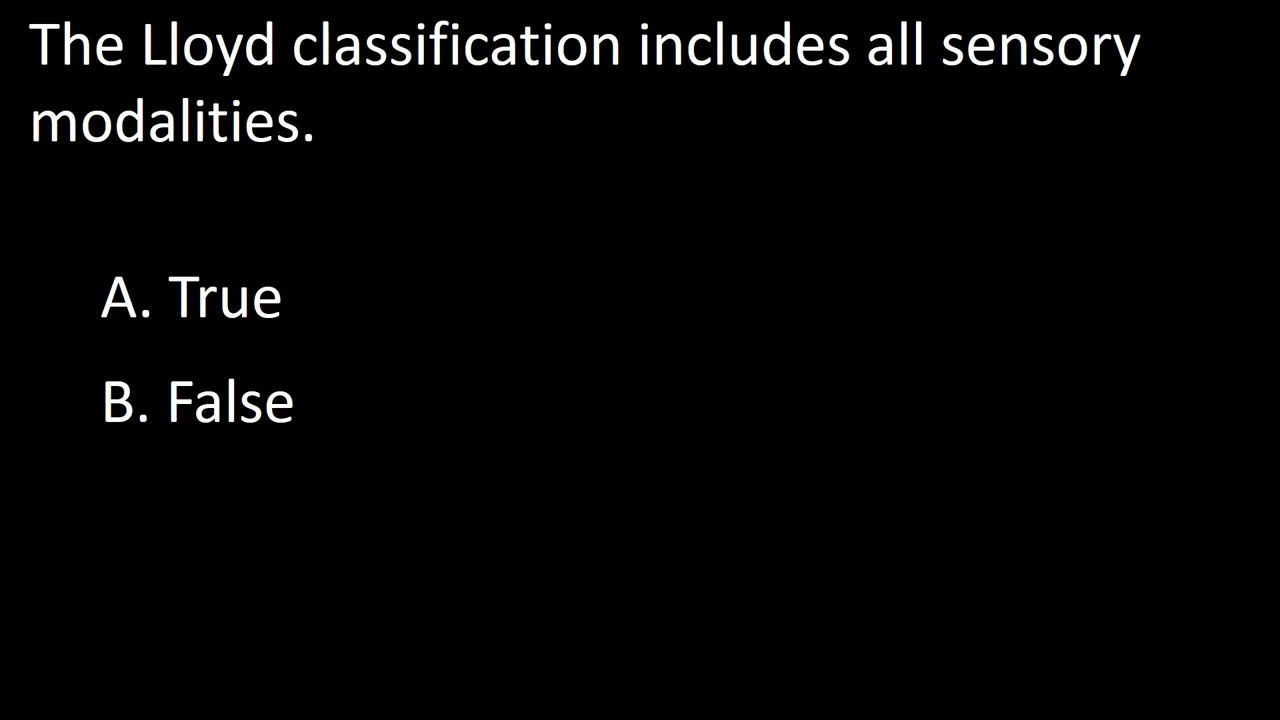 The Lloyd classification includes all sensory
modalities.
A. True
B. False